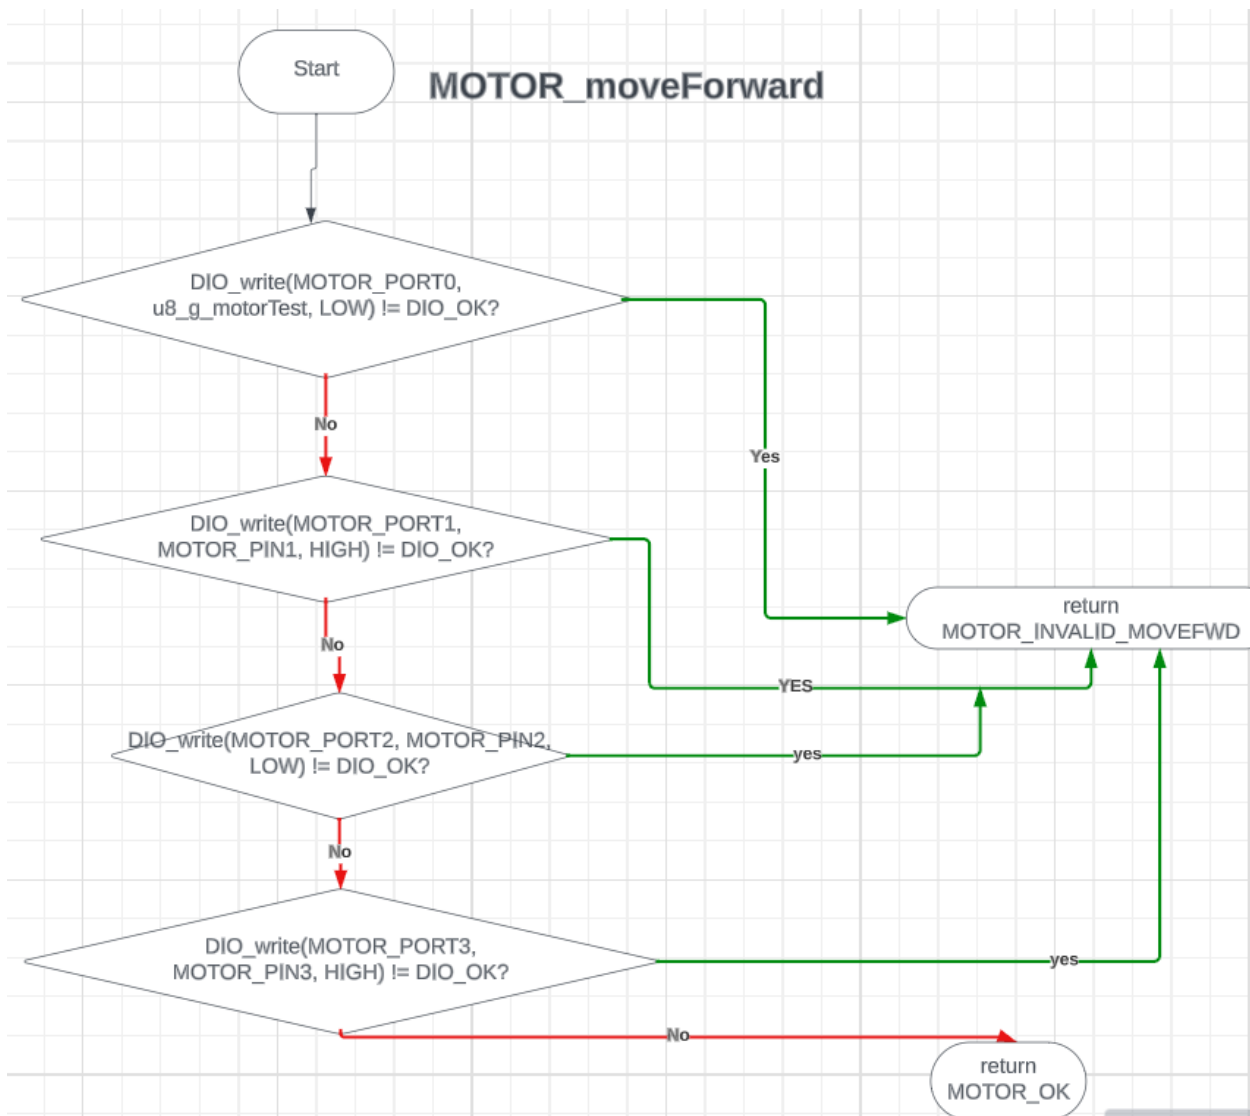 Start
MOTOR_moveForward
DIO_write(MOTOR_PORT0,
u8_g_motorTest, LOW) != DIO_OK?
No
Yes
DIO_write(MOTOR_PORT1,
MOTOR_PIN1, HIGH) != DIO_OK?
return
MOTOR_INVALID_MOVEFWD
No
YES
DIO_write(MOTOR_PORT2, MOTOR_PIN2,
LOW) != DIO_OK?
yes
No
DIO_write(MOTOR_PORT3,
MOTOR_PIN3, HIGH) != DIO_OK?
yes
No
return
MOTOR_OK